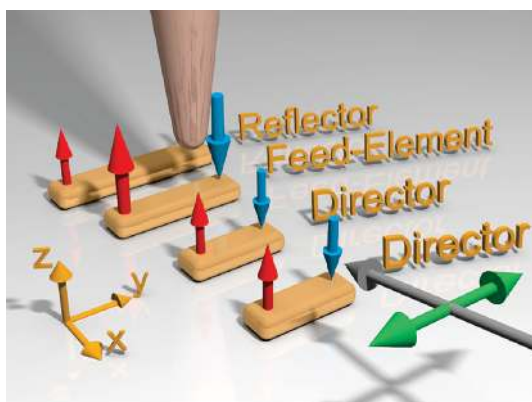 Reflector
Feed-Element
Director
Director
Z
y
x